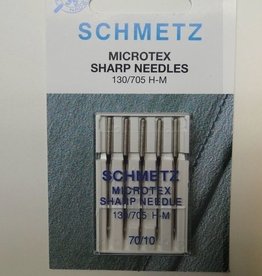 SCHMETZ
MICROTEX
SHARP NEEDLES
130/705 H-M
SCHMETZ
MICROTEX
SHARP NEEDLE
130/705 H-M
70/10